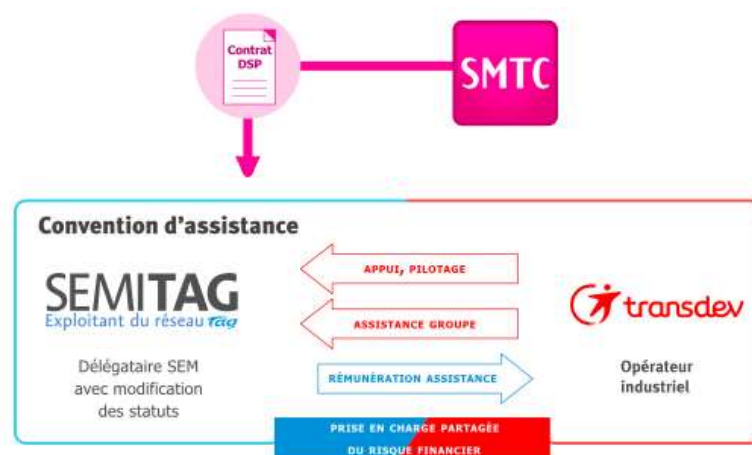 Contrat
DSP
SMTC
Convention d'assistance
SEMITAG
Exploitant du réseau tag
Délégataire SEM
avec modification
des statuts
APPUI, PILOTAGE
ASSISTANCE GROUPE
RÉMUNÉRATION ASSISTANCE
transdev
Opérateur
industriel
PRISE EN CHARGE PARTAGÉE
DU RISQUE FINANCIER